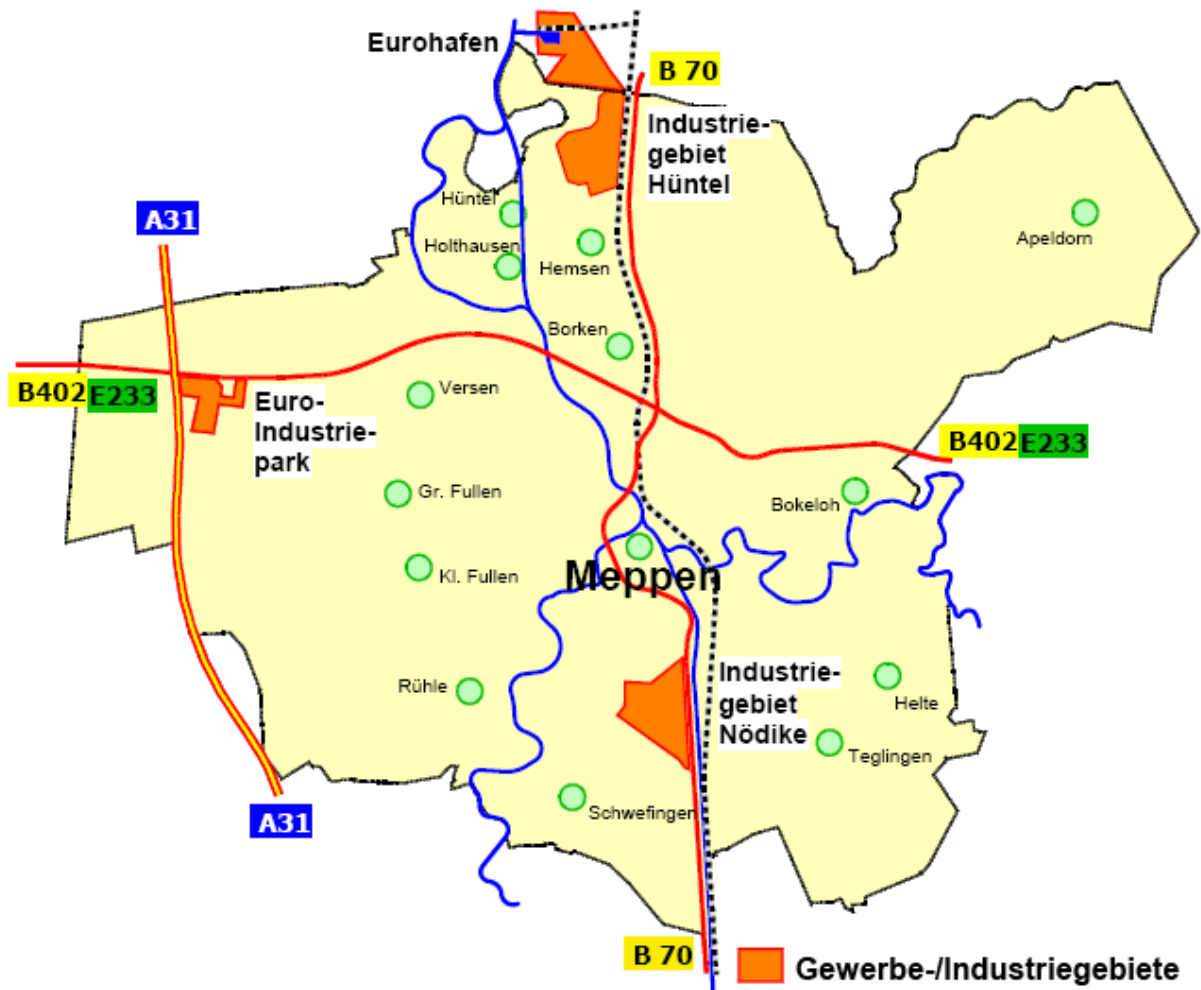 Eurohafen
B 70
Industrie-
gebiet
Hüntel
Hüntel
A31
Holthausen
Hemsen
Apeldorn
Borken
B402 E233
Euro-
Industrie-
park
Versen
B402 E233
Gr. Fullen
Bokeloh
Kl. Fullen
Meppen
Rühle
Industrie-
gebiet
Nödike
Helte
Teglingen
Schwefingen
A31
B 70
Gewerbe-/Industriegebiete